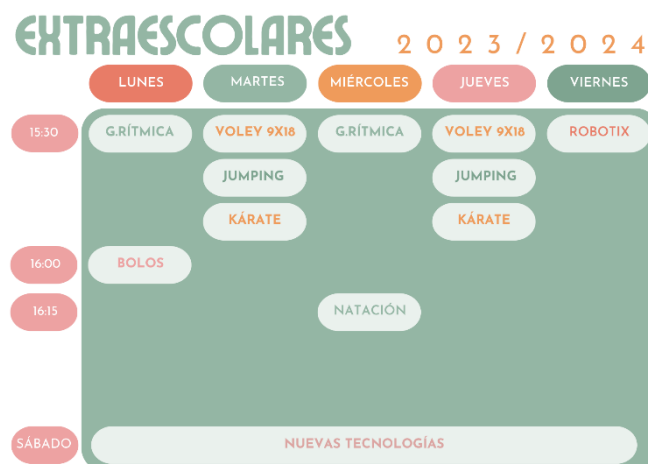 EXTRAESCOLARES 2023/2024
LUNES MARTES MIÉRCOLES JUEVES VIERNES
15:30 G.RÍTMICA VOLEY 9X18 G.RÍTMICA VOLEY 9X18 ROBOTIX
JUMPING JUMPING
KÁRATE KÁRATE
16:00 BOLOS
16:15 NATACIÓN
SÁBADO NUEVAS TECNOLOGÍAS